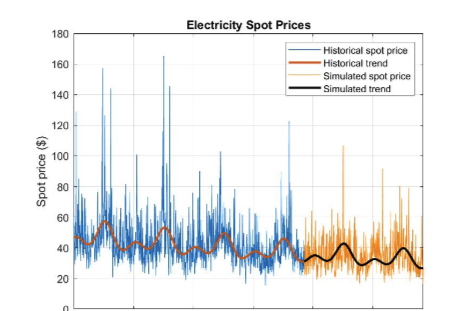 Electricity Spot Prices
180
160
140
120
100
80
60
40
20
0
Spot price ($)
Historical spot price
Historical trend
Simulated spot price
Simulated trend